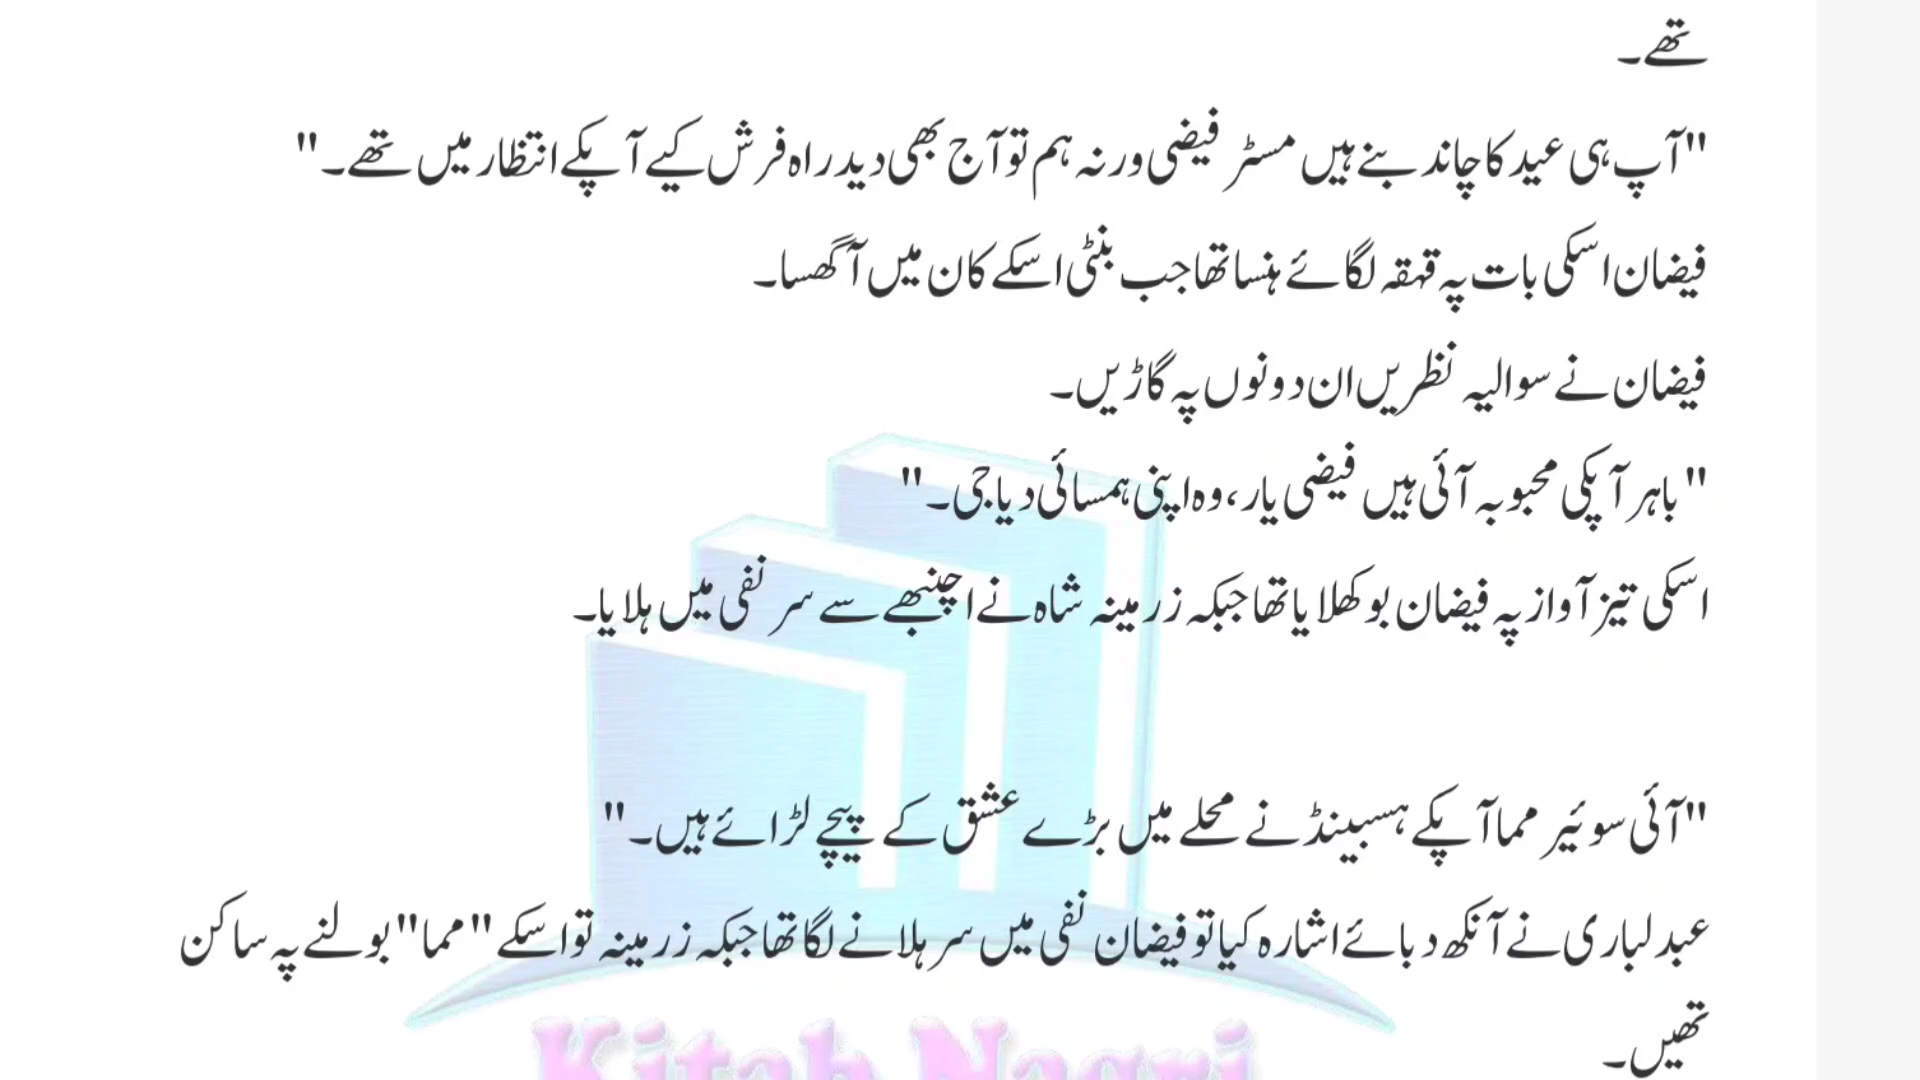 تھے۔
"آپ ہی عید کا چاند بنے ہیں مسٹر فیضی ورنہ ہم تو آج بھی دید راہ فرش کیے آپکے انتظار میں تھے۔"
فیضان اسکی بات پہ قہقہ لگائے ہنسا تھا جب بنٹی اسکے کان میں آگھسا۔
فیضان نے سوالیہ نظریں ان دونوں پہ گاڑیں۔
"باہر آپکی محبوبہ آئی ہیں فیضی یار، وہ اپنی ہمسائی دیا جی۔"
اسکی تیز آواز پہ فیضان بوکھلایا تھا جبکہ زرمینہ شاہ نے اچنبھے سے سر نفی میں ہلایا۔
"آئی سوئیر مما آپکے ہسبینڈ نے محلے میں بڑے عشق کے پیچے لڑائے ہیں۔"
عبدلباری نے آنکھ دبائے اشارہ کیا تو فیضان نفی میں سر ہلانے لگا تھا جبکہ زرمینہ تو اسکے "مما" بولنے پہ ساکن
تھیں۔
Kitab Nagri